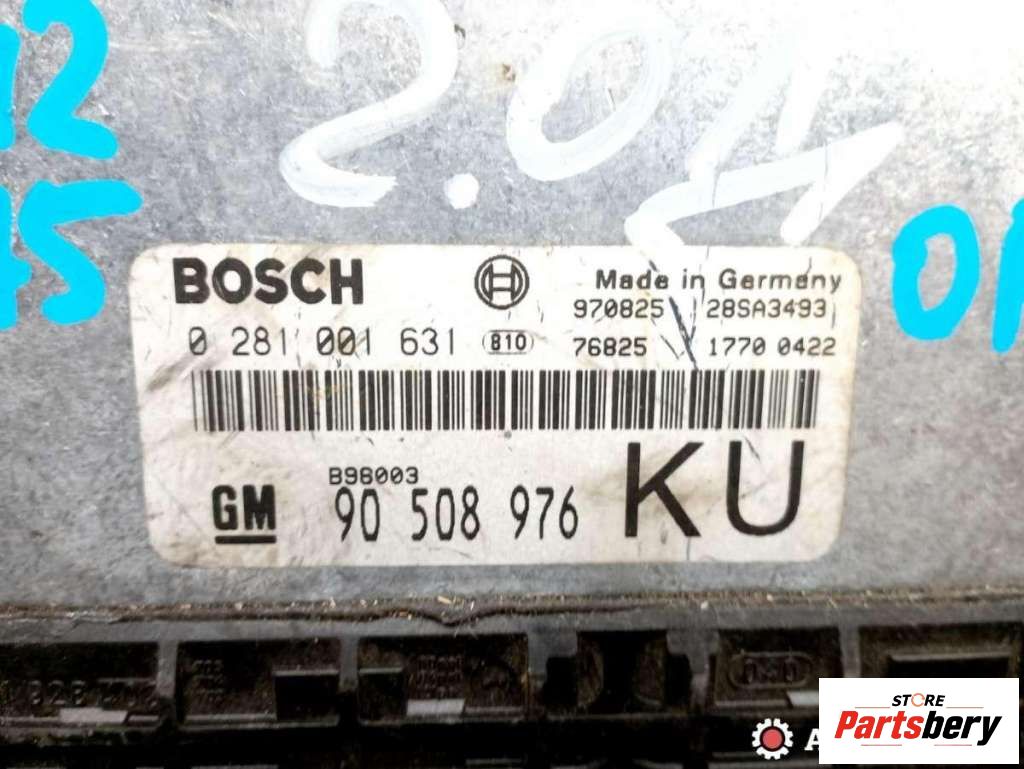 2.0
BOSCH
Made in Germany
970825 28SA3493
0 281 001 631 810 76825 1770 0422
B96003
GM 90 508 976 KU
STORE
Partsbery